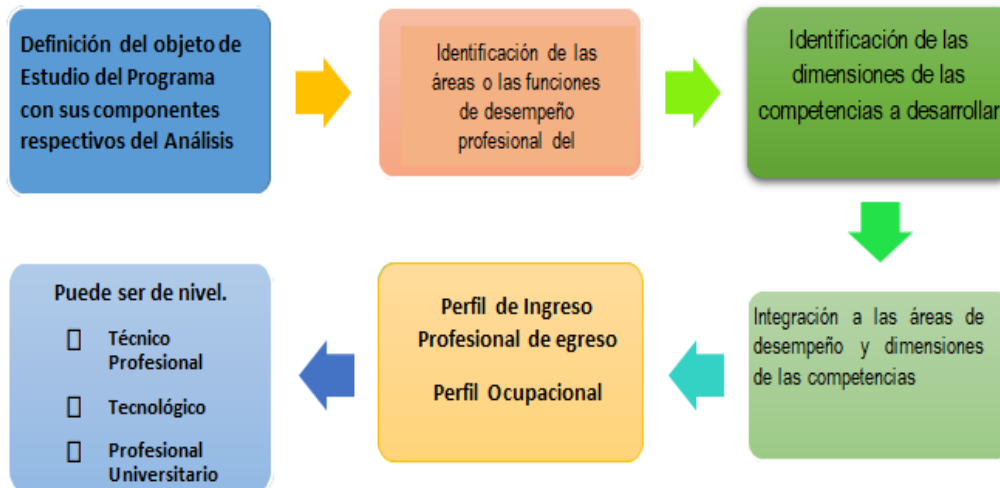 Definición del objeto de
Estudio del Programa
con sus componentes
respectivos del Análisis
Identificación de las
áreas o las funciones
de desempeño
profesional del
Identificación de las
dimensiones de las
competencias a desarrollar
Integración a las áreas de
desempeño y dimensiones
de las competencias
Perfil de Ingreso
Profesional de egreso
Perfil Ocupacional
Puede ser de nivel.
Técnico
Profesional
Tecnológico
Profesional
Universitario